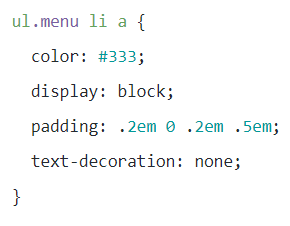 ul.menu li a {
  color: #333;
  display: block;
  padding: .2em 0 .2em .5em;
  text-decoration: none;
}